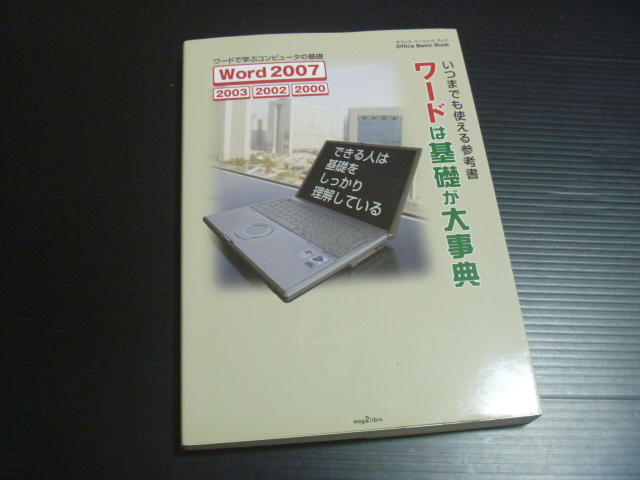 オフィス ベーシック ブック
Office Basic Book
ワードで学ぶコンピュータの基礎
Word 2007
2003 2002 2000
いつまでも使える参考書
ワードは基礎が大事典
できる人は
基礎を
しっかり
理解している
msg2libro